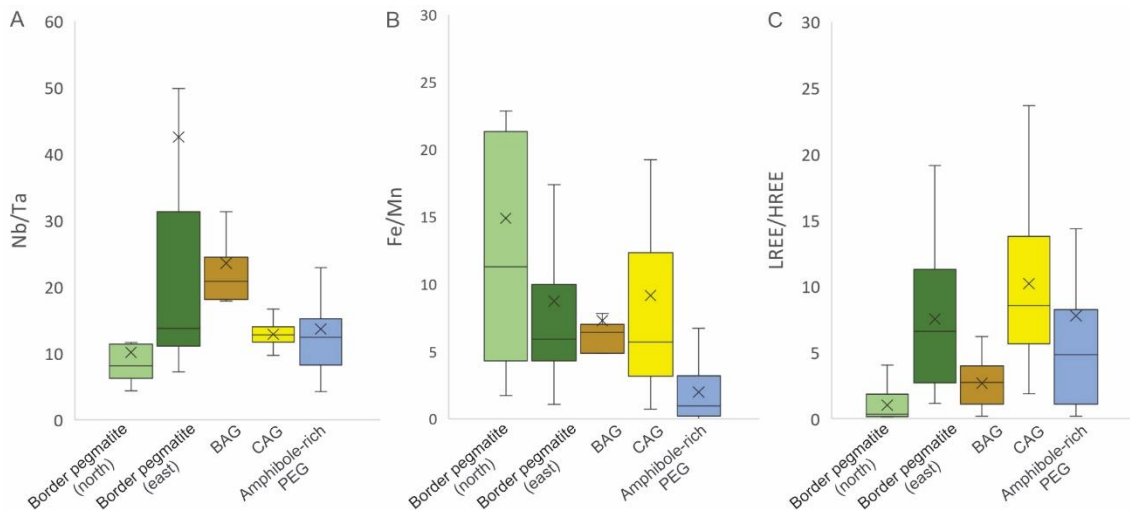 A
Nb/Ta
60
50
40
30
20
10
0
Border pegmatite
(north)
Border pegmatite
(east)
BAG
CAG
Amphibole-rich
PEG
B
Fe/Mn
30
25
20
15
10
5
0
Border pegmatite
(north)
Border pegmatite
(east)
BAG
CAG
Amphibole-rich
PEG
C
LREE/HREE
30
25
20
15
10
5
0
Border pegmatite
(north)
Border pegmatite
(east)
BAG
CAG
Amphibole-rich
PEG